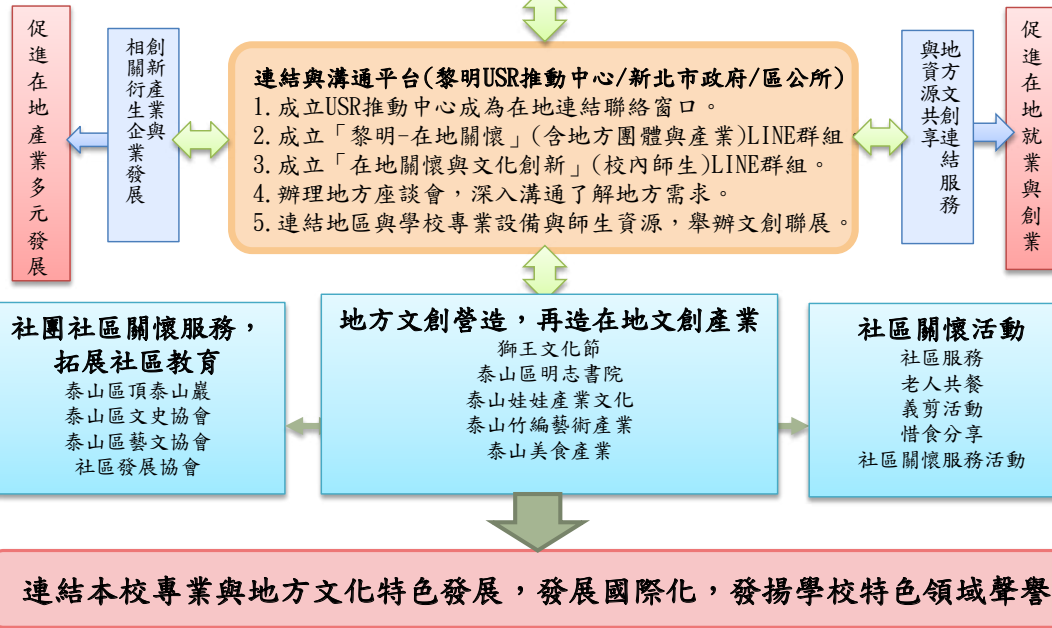 促進在地產業多元發展
創新產業與
相關衍生企業發展
連結與溝通平台(黎明USR推動中心/新北市政府/區公所)
1.成立USR推動中心成為在地連結聯絡窗口。
2.成立「黎明-在地關懷」(含地方團體與產業)LINE群組
3.成立「在地關懷與文化創新」(校內師生)LINE群組。
4.辦理地方座談會，深入溝通了解地方需求。
5.連結地區與學校專業設備與師生資源，舉辦文創聯展。
地方文創連結服務
與資源共享
促進在地就業與創業
社團社區關懷服務，
拓展社區教育
泰山區頂泰山巖
泰山區文史協會
泰山區藝文協會
社區發展協會
地方文創營造，再造在地文創產業
獅王文化節
泰山區明志書院
泰山娃娃產業文化
泰山竹編藝術產業
泰山美食產業
社區關懷活動
社區服務
老人共餐
義剪活動
惜食分享
社區關懷服務活動
連結本校專業與地方文化特色發展，發展國際化，發揚學校特色領域聲譽